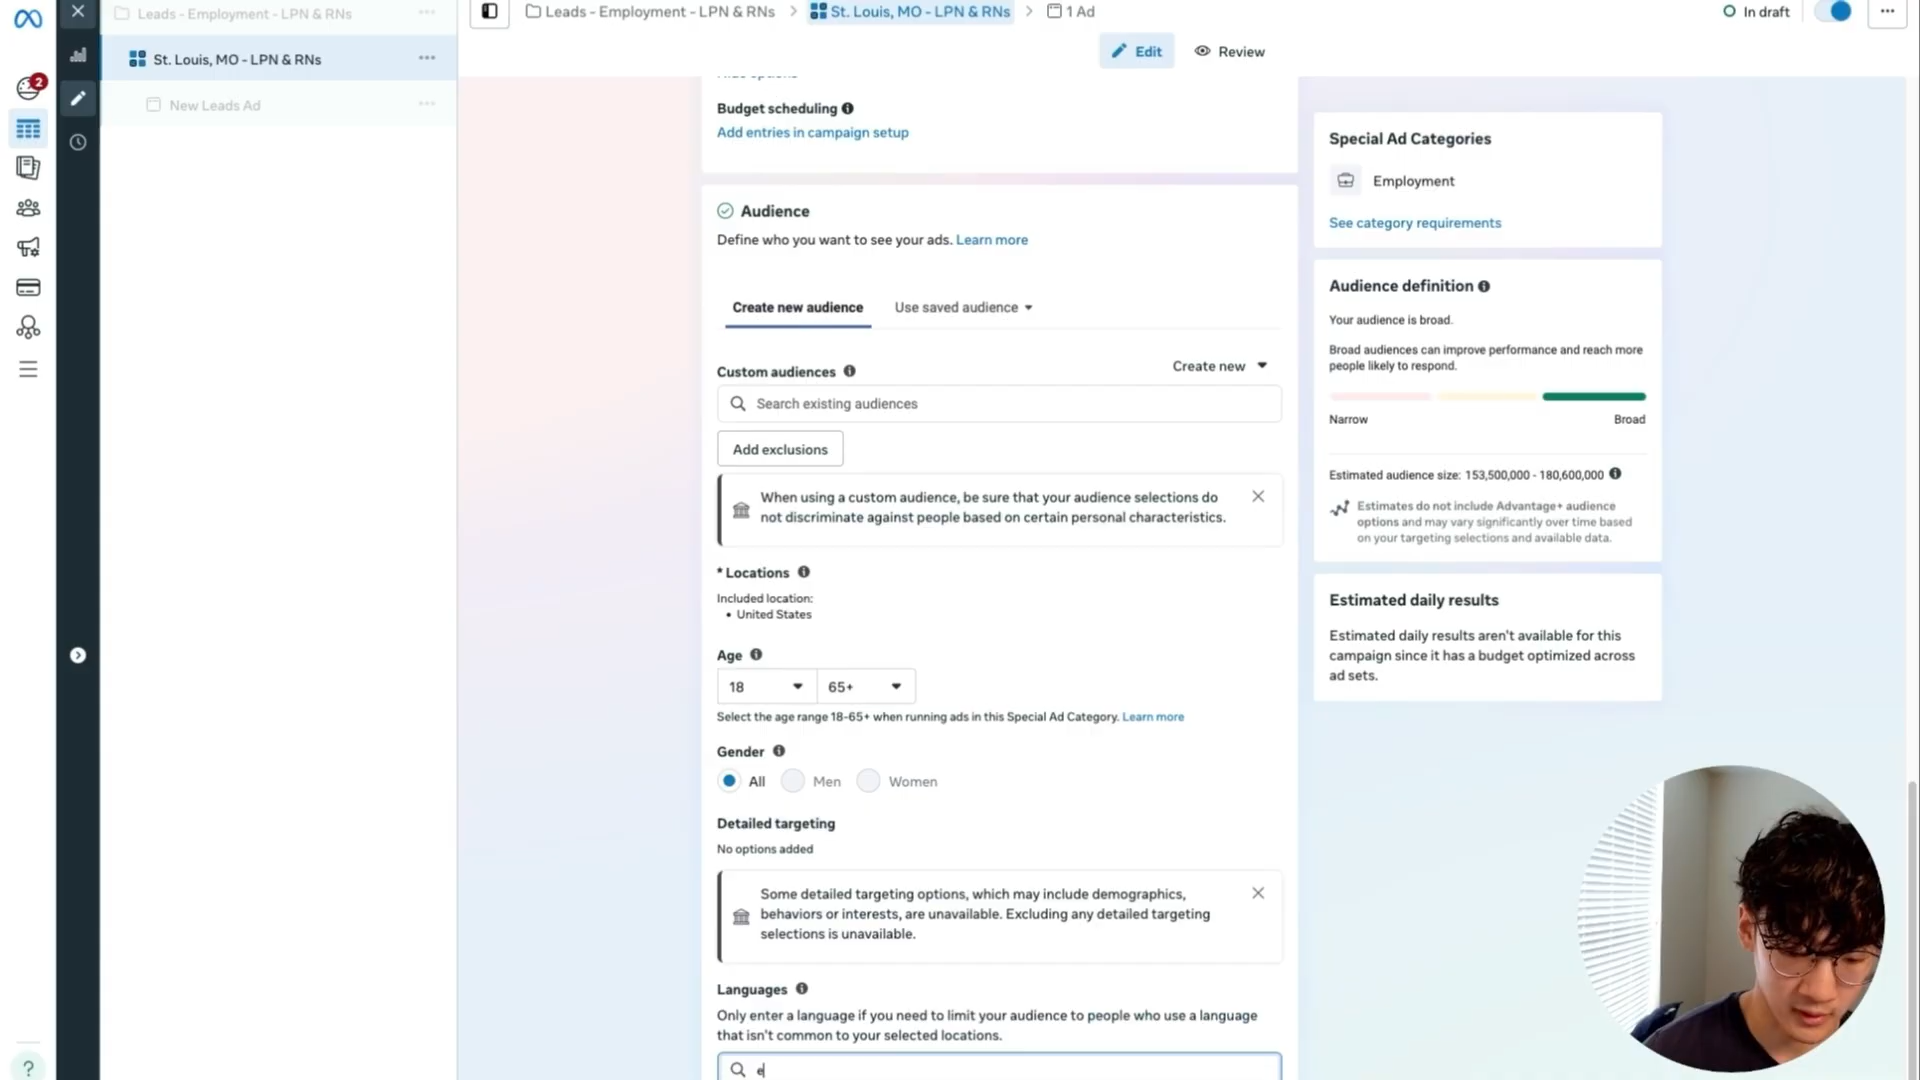 Leads - Employment - LPN & RNs
St. Louis, MO - LPN & RNs
New Leads Ad
2
?
Leads - Employment - LPN & RNs
St. Louis, MO - LPN & RNs
1 Ad
In draft
Edit
Review
Hide options
Budget scheduling
Add entries in campaign setup
Audience
Define who you want to see your ads. Learn more
Create new audience
Use saved audience
Custom audiences
Create new
Search existing audiences
Add exclusions
When using a custom audience, be sure that your audience selections do
not discriminate against people based on certain personal characteristics.
* Locations
Included location:
• United States
Age
18
65+
Select the age range 18-65+ when running ads in this Special Ad Category. Learn more
Gender
All
Men
Women
Detailed targeting
No options added
Some detailed targeting options, which may include demographics,
behaviors or interests, are unavailable. Excluding any detailed targeting
selections is unavailable.
Languages
Only enter a language if you need to limit your audience to people who use a language
that isn't common to your selected locations.
e
Special Ad Categories
Employment
See category requirements
Audience definition
Your audience is broad.
Broad audiences can improve performance and reach more
people likely to respond.
Narrow
Broad
Estimated audience size: 153,500,000 - 180,600,000
Estimates do not include Advantage+ audience
options and may vary significantly over time based
on your targeting selections and available data.
Estimated daily results
Estimated daily results aren't available for this
campaign since it has a budget optimized across
ad sets.